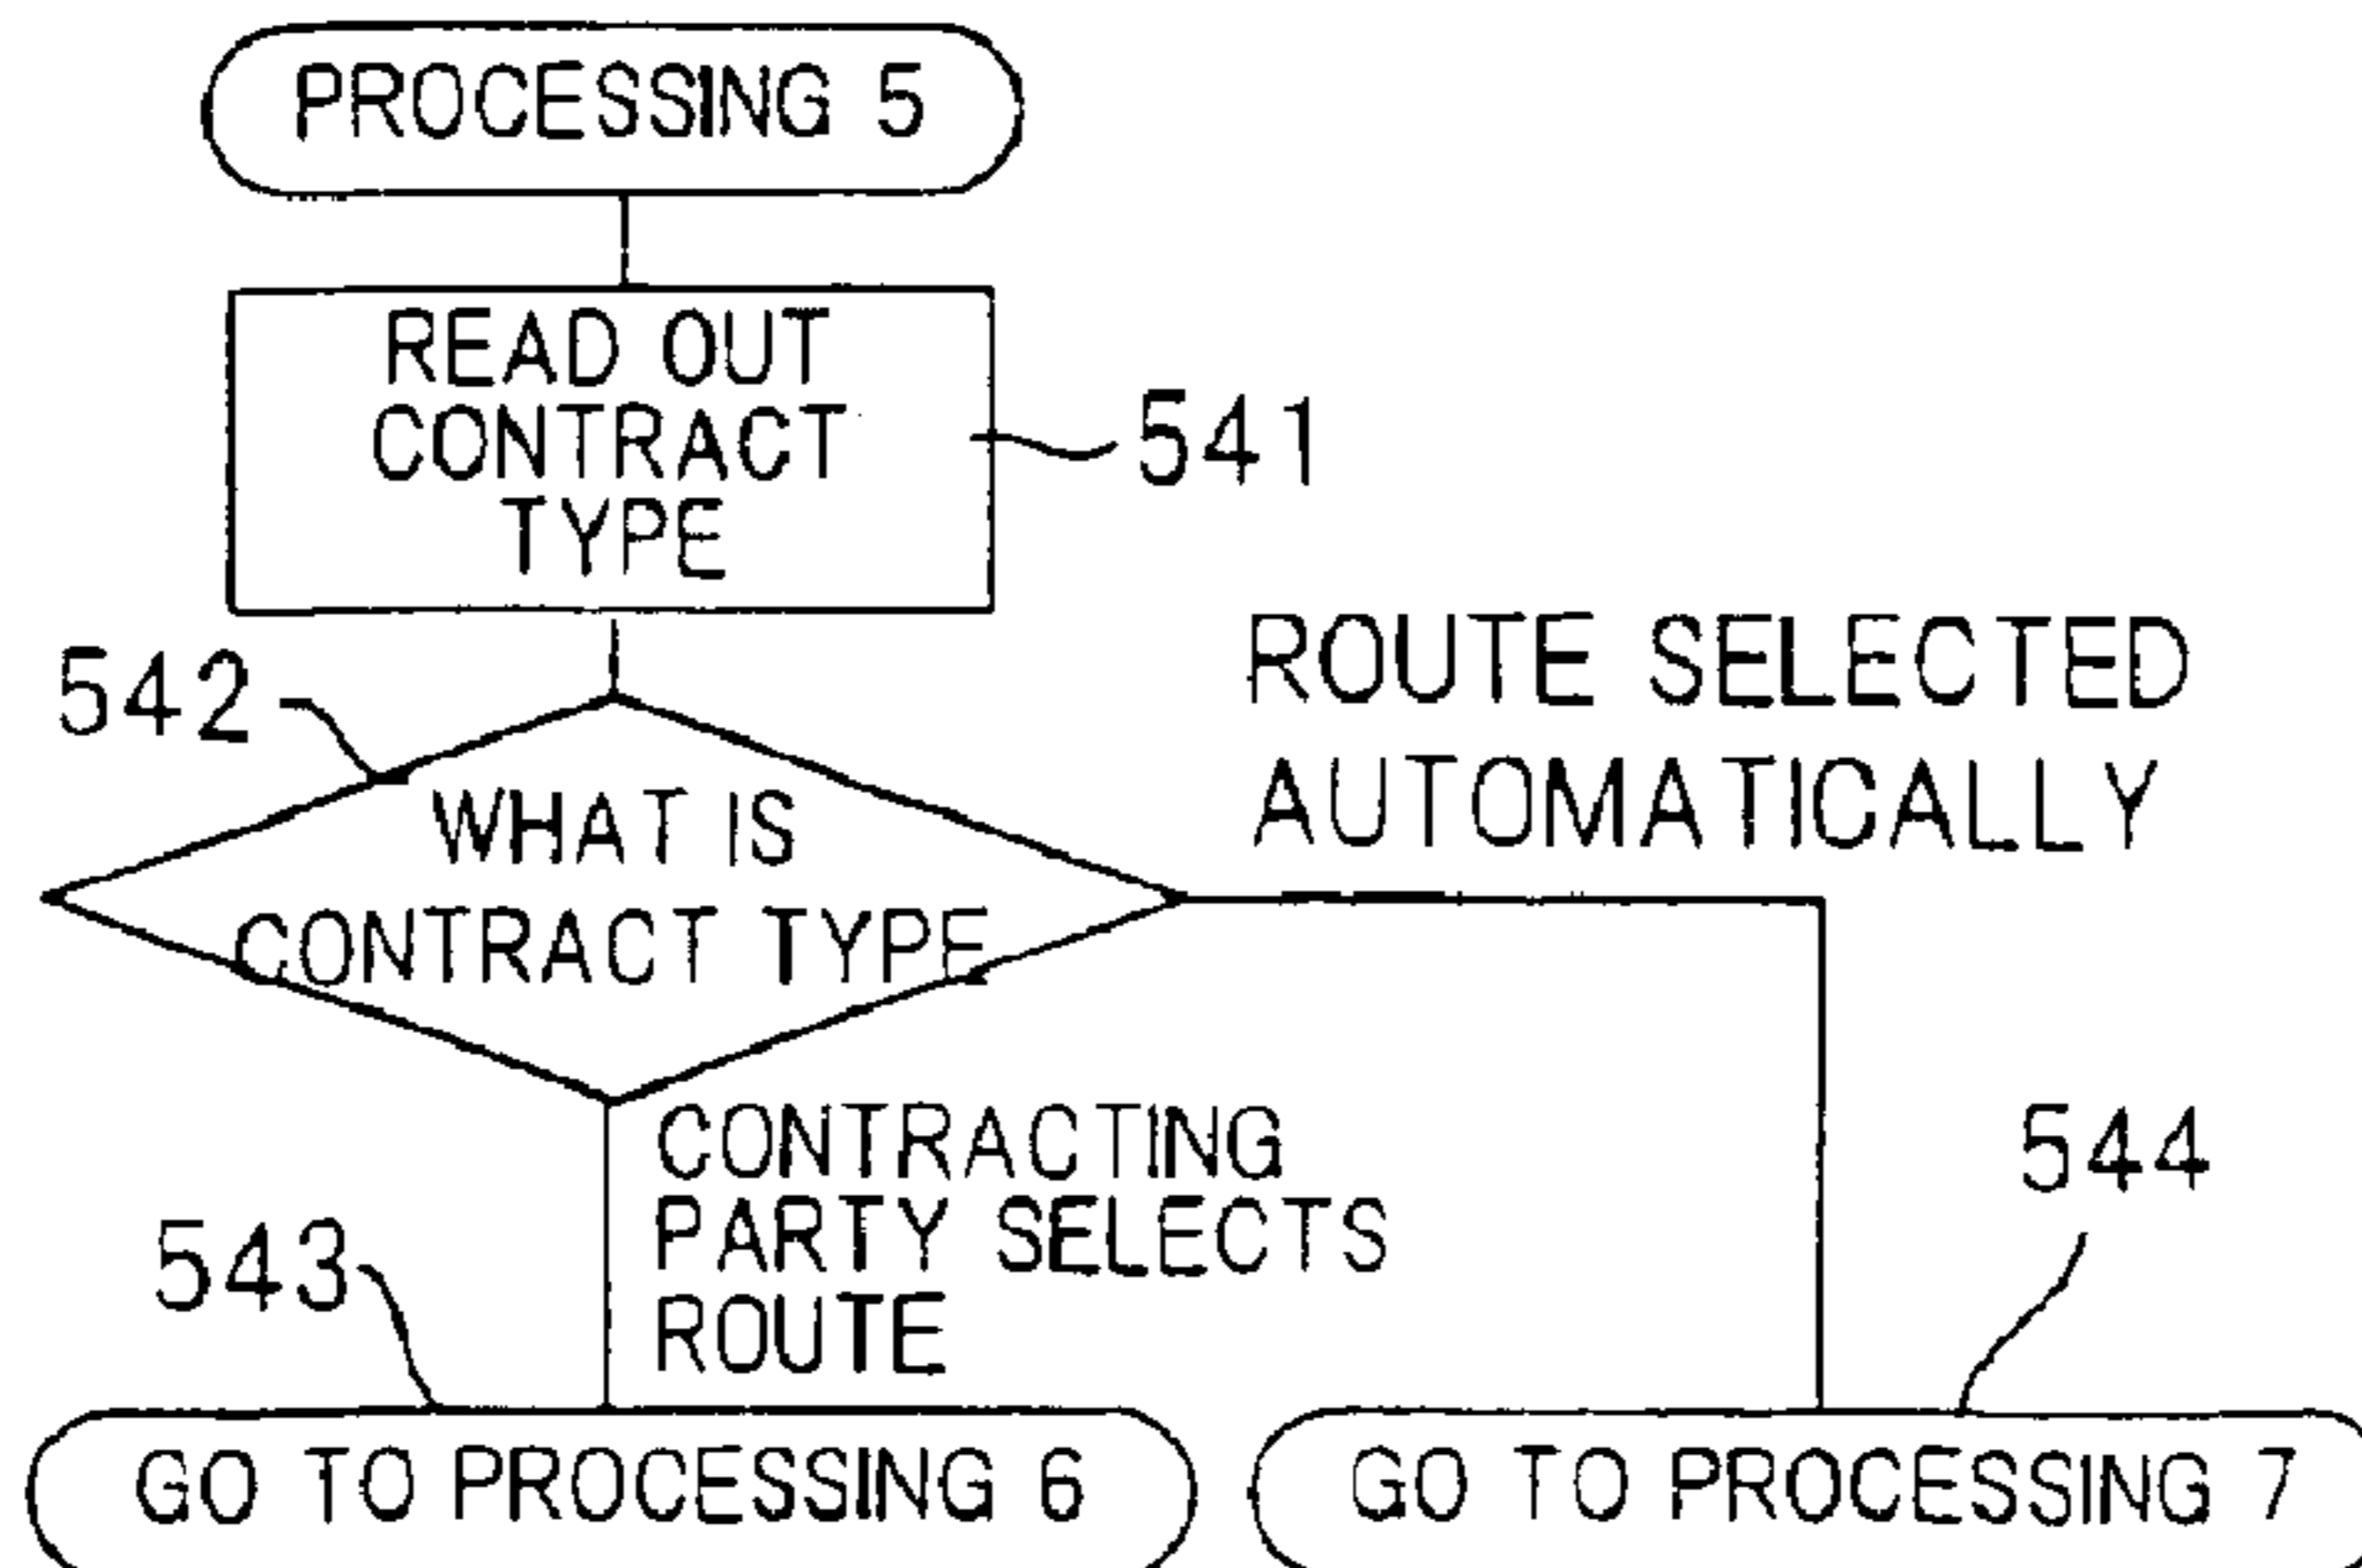 PROCESSING 5
READ OUT
CONTRACT
TYPE
541
542
ROUTE SELECTED
AUTOMATICALLY
WHAT IS
CONTRACT TYPE
CONTRACTING
PARTY SELECTS
ROUTE
543
544
GO TO PROCESSING 6
GO TO PROCESSING 7